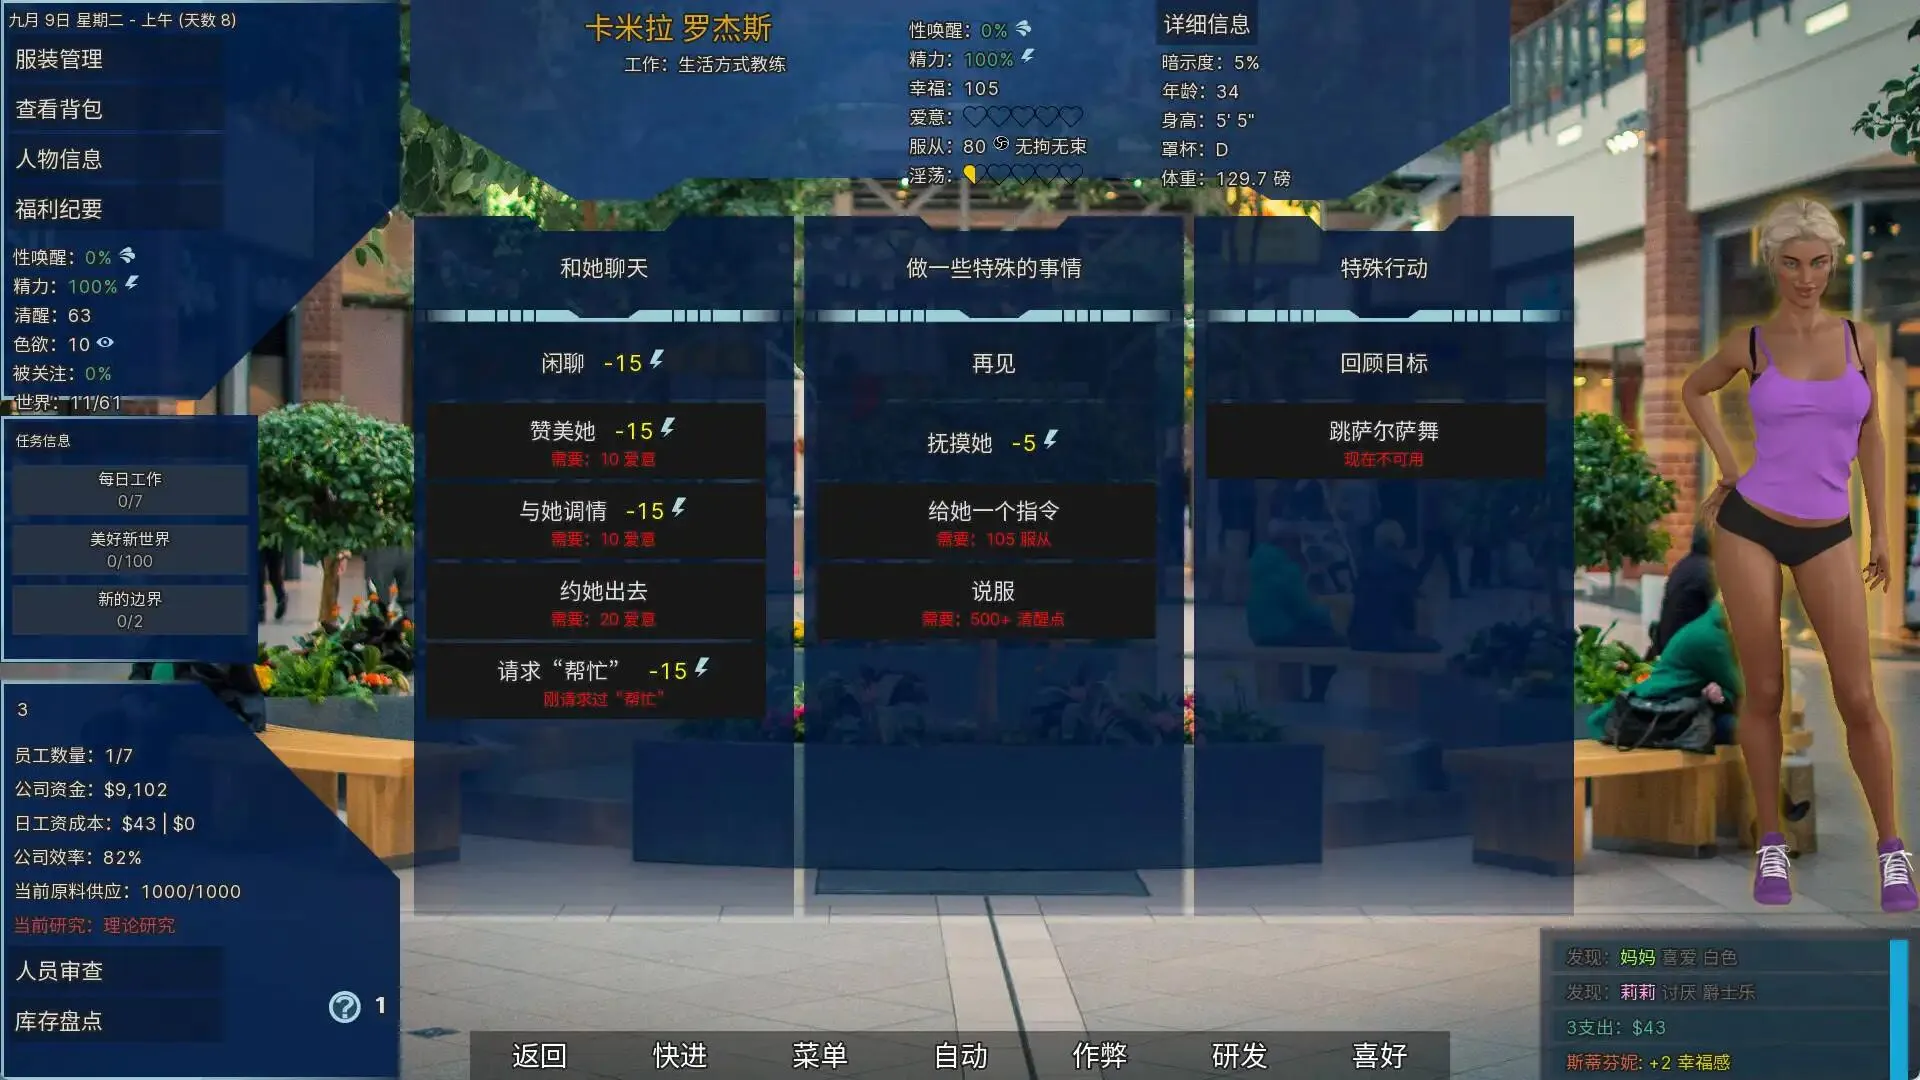 九月 9日 星期二 - 上午 (天数 8)
服装管理
查看背包
人物信息
福利纪要
性唤醒：0%
精力：100%
清醒：63
色欲：10
被关注：0%
世界：11/61
任务信息
每日工作
0/7
美好新世界
0/100
新的边界
0/2
3
员工数量：1/7
公司资金：$9,102
日工资成本：$43 | $0
公司效率：82%
当前原料供应：1000/1000
当前研究：理论研究
人员审查
库存盘点
1
卡米拉 罗杰斯
工作：生活方式教练
性唤醒：0%
精力：100%
幸福：105
爱意：
服从：80 无拘无束
淫荡：
详细信息
暗示度：5%
年龄：34
身高：5' 5"
罩杯：D
体重：129.7 磅
和她聊天
闲聊 -15
赞美她 -15
需要：10 爱意
与她调情 -15
需要：10 爱意
约她出去
需要：20 爱意
请求“帮忙” -15
刚请求过“帮忙”
做一些特殊的事情
再见
抚摸她 -5
给她一个指令
需要：105 服从
说服
需要：500+ 清醒点
特殊行动
回顾目标
跳萨尔萨舞
现在不可用
发现：妈妈 喜爱 白色
发现：莉莉 讨厌 爵士乐
3支出：$43
斯蒂芬妮: +2 幸福感
返回 快进 菜单 自动 作弊 研发 喜好